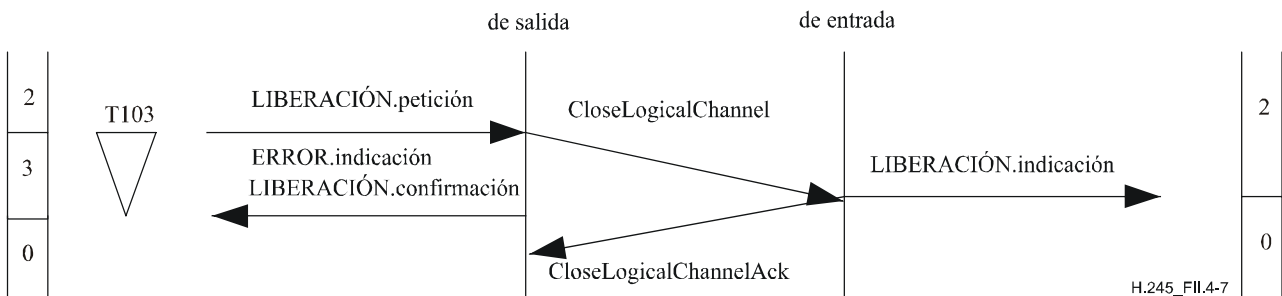 de salida
de entrada
2
T103
LIBERACIÓN.petición
CloseLogicalChannel
2
3
ERROR.indicación
LIBERACIÓN.confirmación
LIBERACIÓN.indicación
0
CloseLogicalChannelAck
0
H.245_FII.4-7